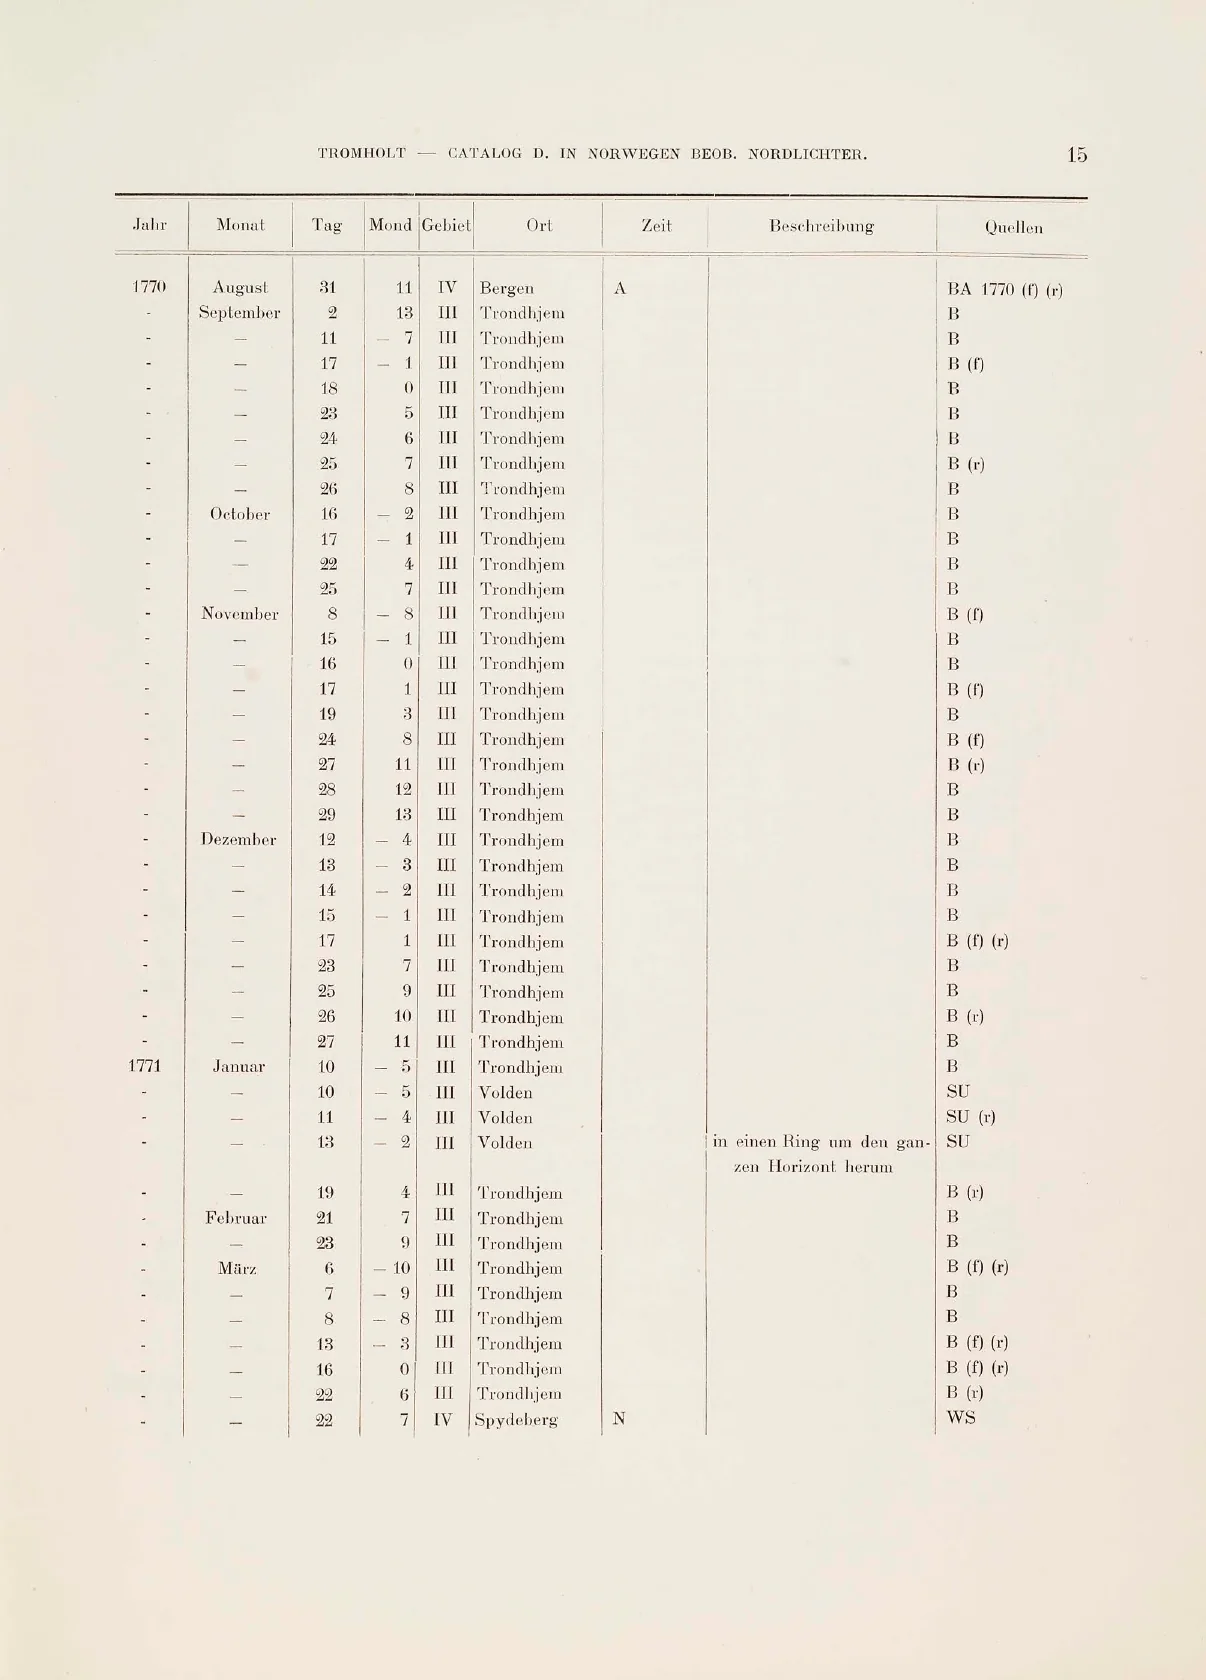 TROMHOLT — CATALOG D. IN NORWEGEN BEOB. NORDLICHTER. 15
Jahr Monat Tag Mond Gebiet Ort Zeit Beschreibung Quellen
1770 August 31 11 IV Bergen A BA 1770 (f) (r)
- September 2 13 III Trondhjem B
- — 11 — 7 III Trondhjem B
- — 17 — 1 III Trondhjem B (f)
- — 18 0 III Trondhjem B
- — 23 5 III Trondhjem B
- — 24 6 III Trondhjem B
- — 25 7 III Trondhjem B (r)
- — 26 8 III Trondhjem B
- October 16 — 2 III Trondhjem B
- — 17 — 1 III Trondhjem B
- — 22 4 III Trondhjem B
- — 25 7 III Trondhjem B
- November 8 — 8 III Trondhjem B (f)
- — 15 — 1 III Trondhjem B
- — 16 0 III Trondhjem B
- — 17 1 III Trondhjem B (f)
- — 19 3 III Trondhjem B
- — 24 8 III Trondhjem B (f)
- — 27 11 III Trondhjem B (r)
- — 28 12 III Trondhjem B
- — 29 13 III Trondhjem B
- Dezember 12 — 4 III Trondhjem B
- — 13 — 3 III Trondhjem B
- — 14 — 2 III Trondhjem B
- — 15 — 1 III Trondhjem B
- — 17 1 III Trondhjem B (f) (r)
- — 23 7 III Trondhjem B
- — 25 9 III Trondhjem B
- — 26 10 III Trondhjem B (r)
- — 27 11 III Trondhjem B
1771 Januar 10 — 5 III Trondhjem B
- — 10 — 5 III Volden SU
- — 11 — 4 III Volden SU (r)
- — 13 — 2 III Volden in einen Ring um den gan- SU
zen Horizont herum
- — 19 4 III Trondhjem B (r)
- Februar 21 7 III Trondhjem B
- — 23 9 III Trondhjem B
- März 6 — 10 III Trondhjem B (f) (r)
- — 7 — 9 III Trondhjem B
- — 8 — 8 III Trondhjem B
- — 13 — 3 III Trondhjem B (f) (r)
- — 16 0 III Trondhjem B (f) (r)
- — 22 6 III Trondhjem B (r)
- — 22 7 IV Spydeberg N WS